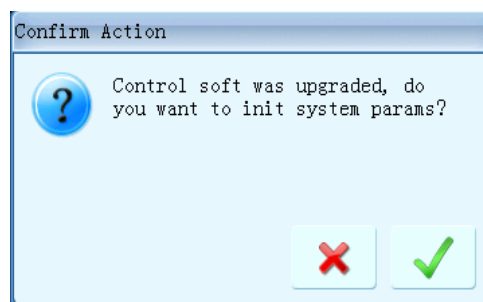 Confirm Action
Control soft was upgraded, do
you want to init system params?